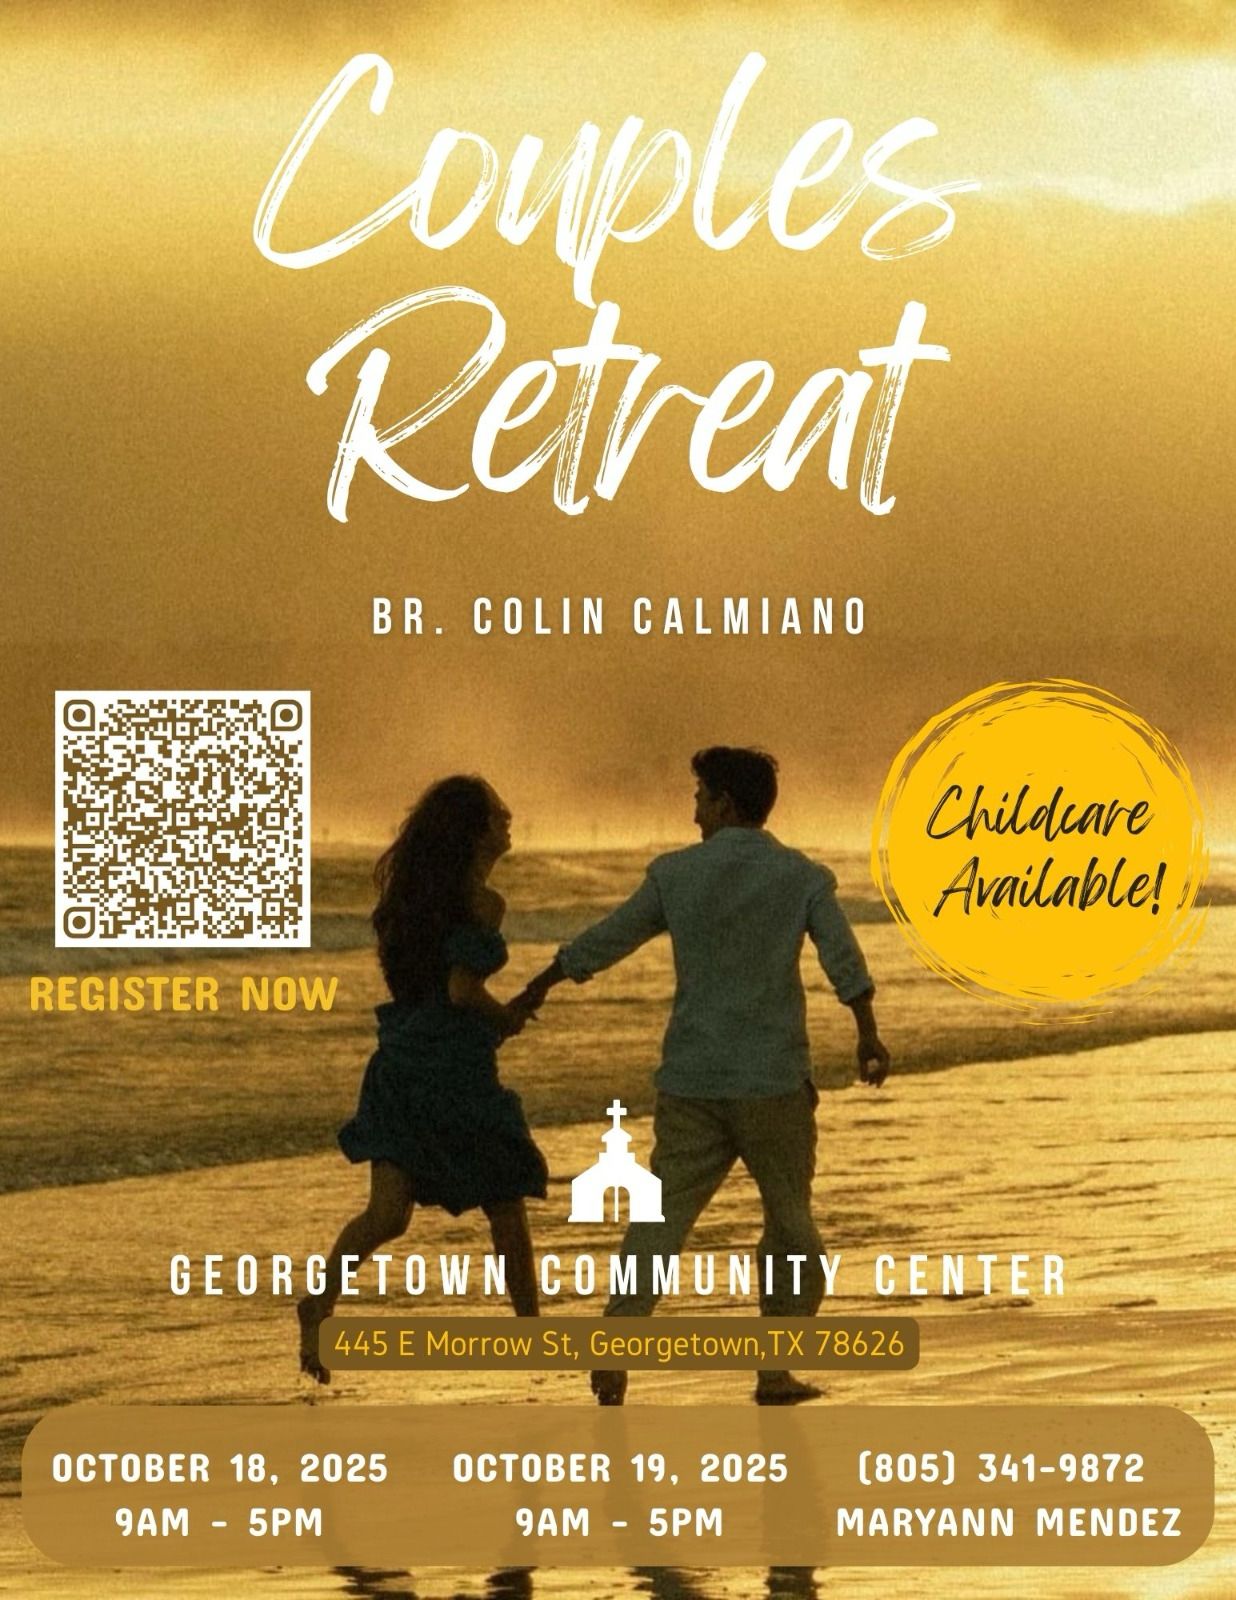 Couples
Retreat
BR. COLIN CALMIANO
Childcare
Available!
REGISTER NOW
GEORGETOWN COMMUNITY CENTER
445 E Morrow St, Georgetown,TX 78626
OCTOBER 18, 2025
9AM - 5PM
OCTOBER 19, 2025
9AM - 5PM
(805) 341-9872
MARYANN MENDEZ